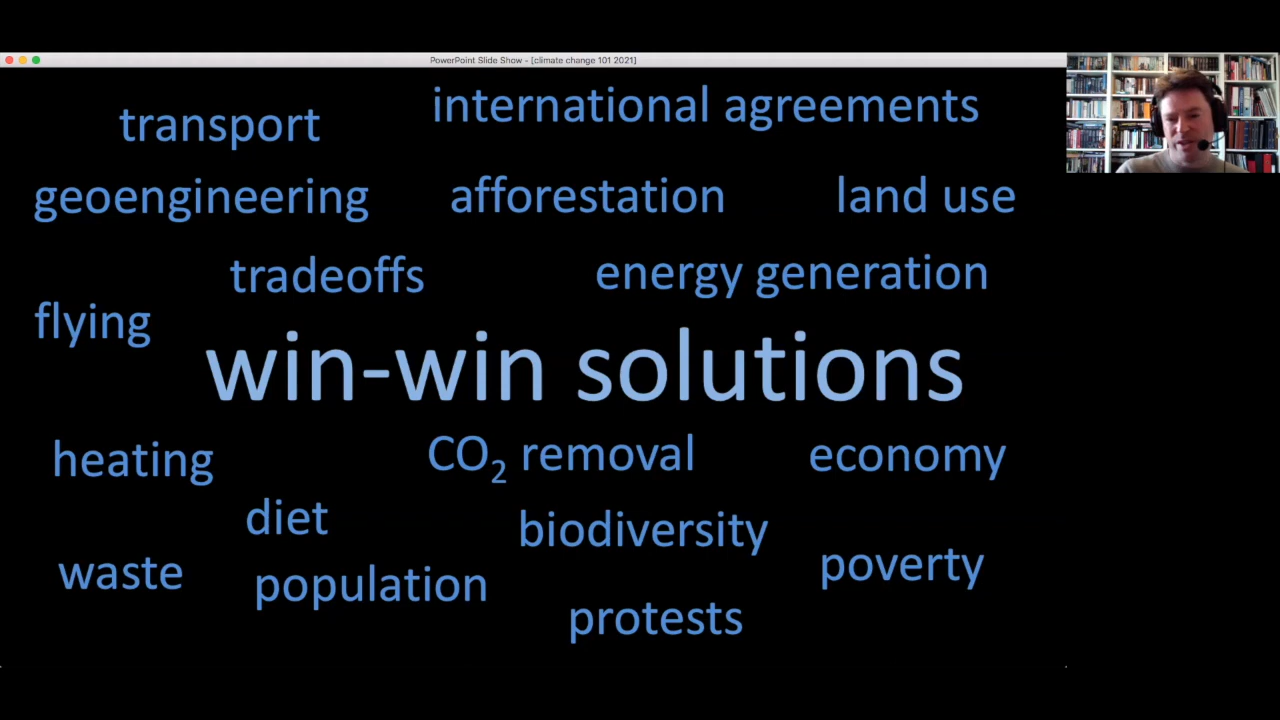 PowerPoint Slide Show - [climate change 101 2021]
international agreements
transport
geoengineering
afforestation
land use
tradeoffs
energy generation
flying
win-win solutions
heating
CO₂ removal
economy
diet
biodiversity
waste
population
poverty
protests